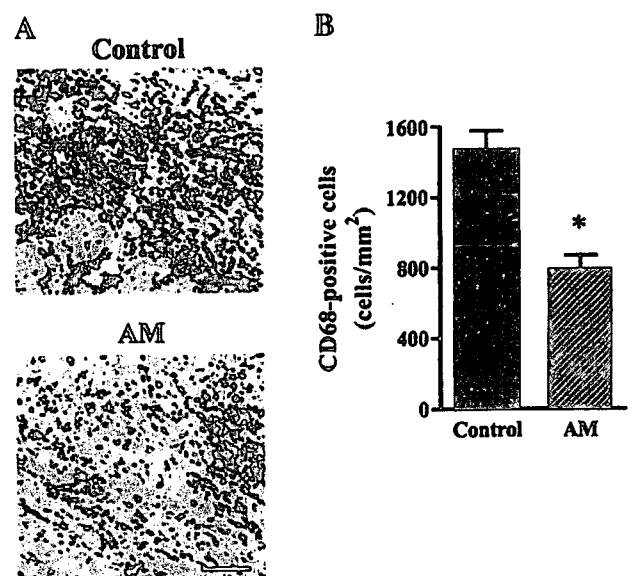 A
Control
AM
B
CD68-positive cells
(cells/mm²)
1600
1200
800
400
0
*
Control
AM